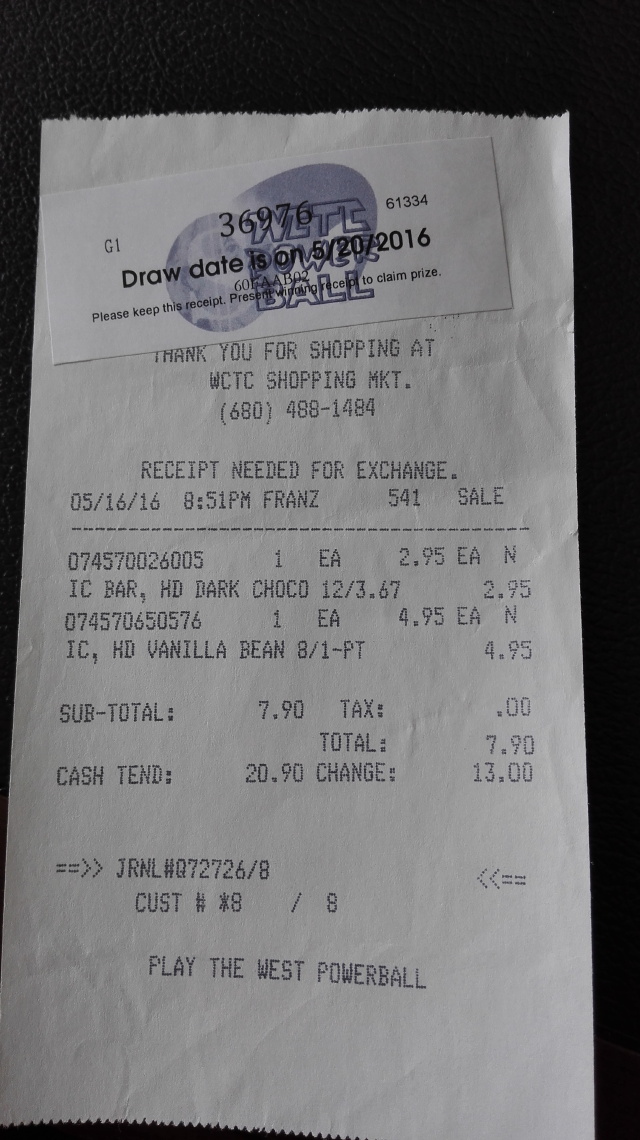 36976
61334
G1
WCTC
POWER
BALL
Draw date is on 5/20/2016
Please keep this receipt. Present winning receipt to claim prize.
THANK YOU FOR SHOPPING AT
WCTC SHOPPING MKT.
(680) 488-1484
RECEIPT NEEDED FOR EXCHANGE.
05/16/16 8:51PM FRANZ 541 SALE
074570026005 1 EA 2.95 EA N
IC BAR, HD DARK CHOCO 12/3.67 2.95
074570650576 1 EA 4.95 EA N
IC, HD VANILLA BEAN 8/1-PT 4.95
SUB-TOTAL: 7.90 TAX: .00
TOTAL: 7.90
CASH TEND: 20.90 CHANGE: 13.00
==>> JRNL#Q72726/8 <<==
CUST # *8 / 8
PLAY THE WEST POWERBALL